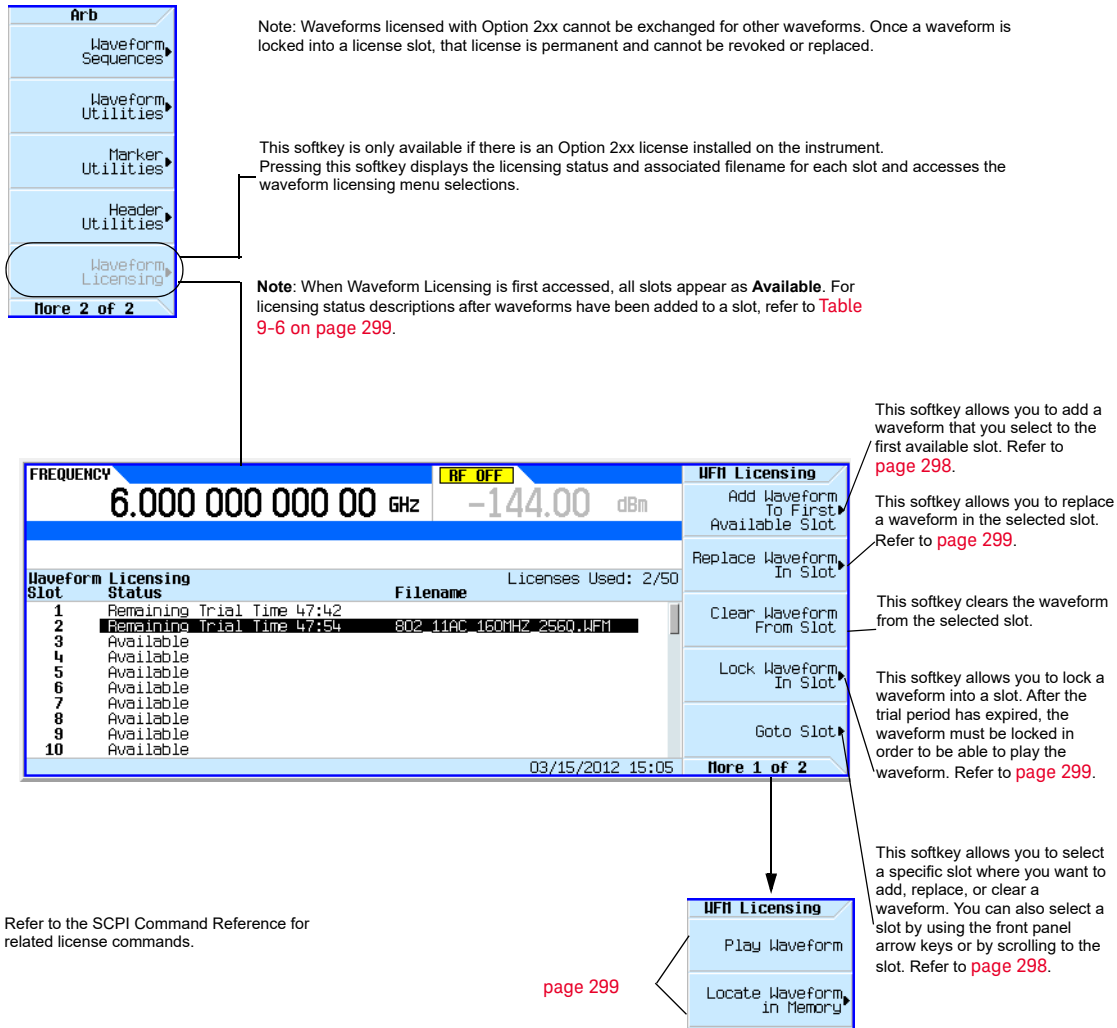 Arb
Waveform
Sequences
Waveform
Utilities
Marker
Utilities
Header
Utilities
Waveform
Licensing
More 2 of 2
Note: Waveforms licensed with Option 2xx cannot be exchanged for other waveforms. Once a waveform is
locked into a license slot, that license is permanent and cannot be revoked or replaced.
This softkey is only available if there is an Option 2xx license installed on the instrument.
Pressing this softkey displays the licensing status and associated filename for each slot and accesses the
waveform licensing menu selections.
Note: When Waveform Licensing is first accessed, all slots appear as Available. For
licensing status descriptions after waveforms have been added to a slot, refer to Table
9-6 on page 299.
FREQUENCY
6.000 000 000 00 GHz
RF OFF
-144.00 dBm
Waveform Licensing Licenses Used: 2/50
Slot Status Filename
1 Remaining Trial Time 47:42
2 Remaining Trial Time 47:54 802_11AC_160MHZ_256Q.WFM
3 Available
4 Available
5 Available
6 Available
7 Available
8 Available
9 Available
10 Available
03/15/2012 15:05
WFM Licensing
Add Waveform
To First
Available Slot
Replace Waveform
In Slot
Clear Waveform
From Slot
Lock Waveform
In Slot
Goto Slot
More 1 of 2
This softkey allows you to add a
waveform that you select to the
first available slot. Refer to
page 298.
This softkey allows you to replace
a waveform in the selected slot.
Refer to page 299.
This softkey clears the waveform
from the selected slot.
This softkey allows you to lock a
waveform into a slot. After the
trial period has expired, the
waveform must be locked in
order to be able to play the
waveform. Refer to page 299.
This softkey allows you to select
a specific slot where you want to
add, replace, or clear a
waveform. You can also select a
slot by using the front panel
arrow keys or by scrolling to the
slot. Refer to page 298.
Refer to the SCPI Command Reference for
related license commands.
page 299
WFM Licensing
Play Waveform
Locate Waveform
in Memory